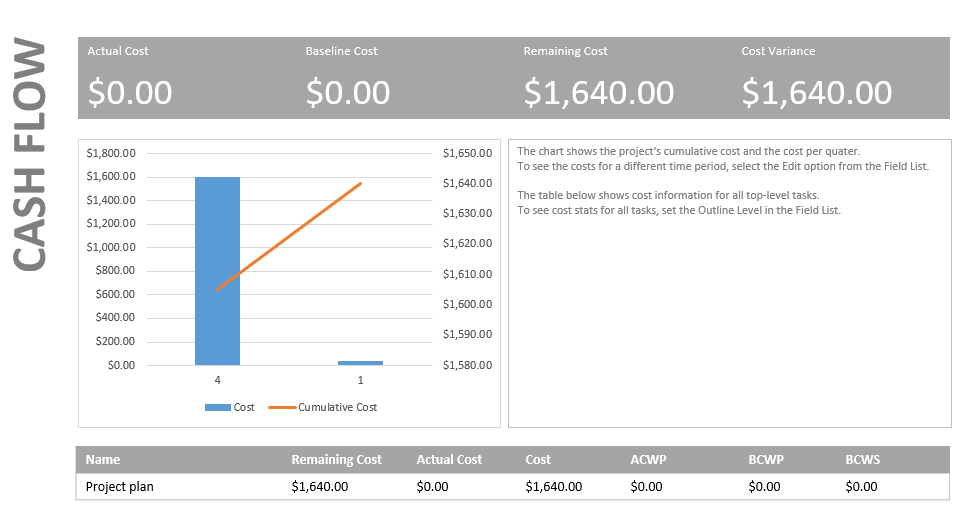 CASH FLOW
Actual Cost Baseline Cost Remaining Cost Cost Variance
$0.00 $0.00 $1,640.00 $1,640.00
$1,800.00
$1,600.00
$1,400.00
$1,200.00
$1,000.00
$800.00
$600.00
$400.00
$200.00
$0.00
$1,650.00
$1,640.00
$1,630.00
$1,620.00
$1,610.00
$1,600.00
$1,590.00
$1,580.00
4 1
Cost Cumulative Cost
The chart shows the project's cumulative cost and the cost per quater.
To see the costs for a different time period, select the Edit option from the Field List.
The table below shows cost information for all top-level tasks.
To see cost stats for all tasks, set the Outline Level in the Field List.
Name Remaining Cost Actual Cost Cost ACWP BCWP BCWS
Project plan $1,640.00 $0.00 $1,640.00 $0.00 $0.00 $0.00